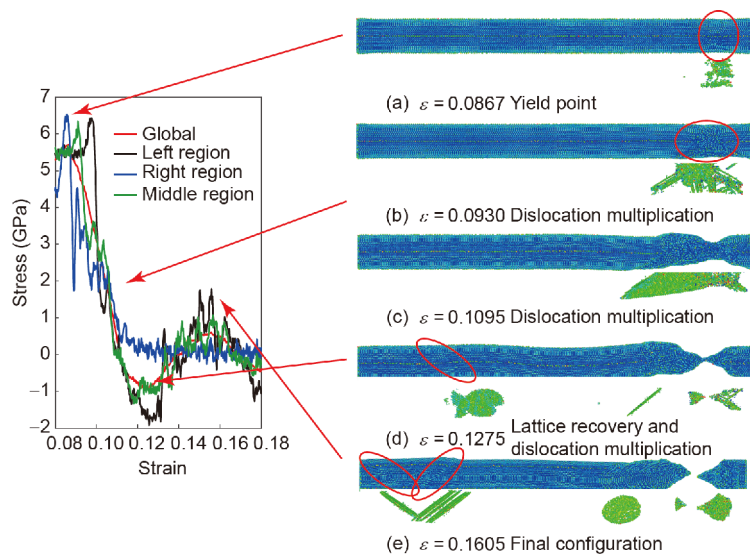 (a) ε = 0.0867 Yield point
7
6
5
4
3
2
1
0
−1
−2
Stress (GPa)
Global
Left region
Right region
Middle region
0.08 0.10 0.12 0.14 0.16 0.18
Strain
(b) ε = 0.0930 Dislocation multiplication
(c) ε = 0.1095 Dislocation multiplication
(d) ε = 0.1275 Lattice recovery and
dislocation multiplication
(e) ε = 0.1605 Final configuration